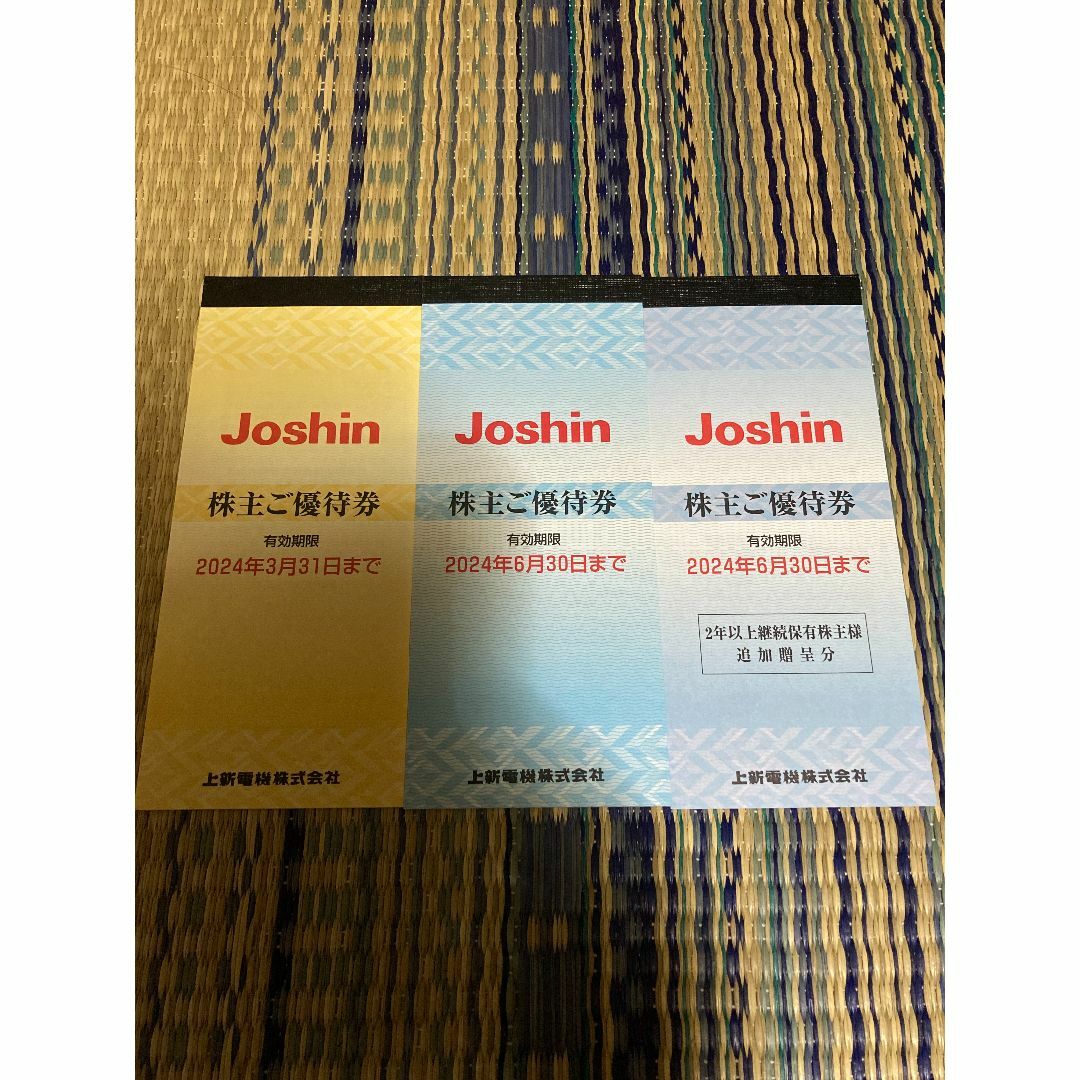 Joshin
株主ご優待券
有効期限
2024年3月31日まで
上新電機株式会社
Joshin
株主ご優待券
有効期限
2024年6月30日まで
上新電機株式会社
Joshin
株主ご優待券
有効期限
2024年6月30日まで
2年以上継続保有株主様
追加贈呈分
上新電機株式会社